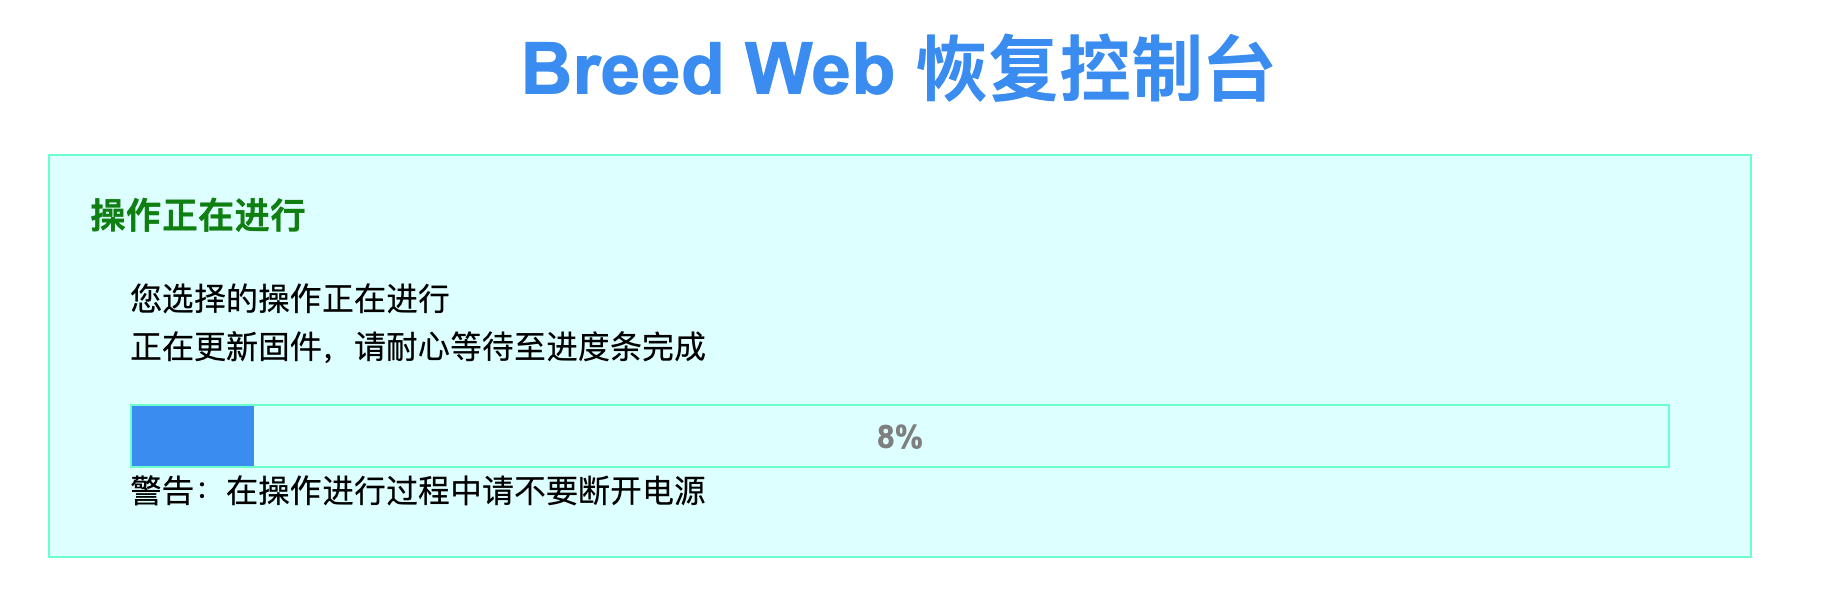 Breed Web 恢复控制台
操作正在进行
您选择的操作正在进行
正在更新固件，请耐心等待至进度条完成
8%
警告：在操作进行过程中请不要断开电源